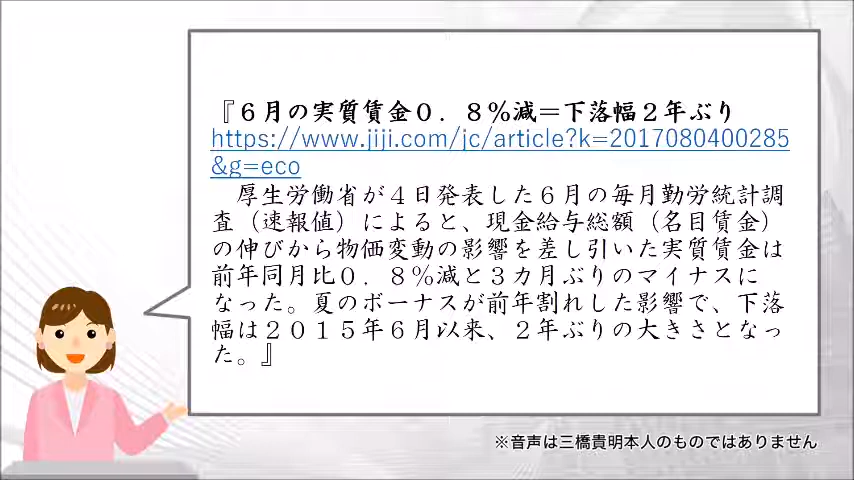 『６月の実質賃金０．８％減＝下落幅２年ぶり
https://www.jiji.com/jc/article?k=2017080400285
&g=eco
　厚生労働省が４日発表した６月の毎月勤労統計調
査（速報値）によると、現金給与総額（名目賃金）
の伸びから物価変動の影響を差し引いた実質賃金は
前年同月比０．８％減と３カ月ぶりのマイナスに
なった。夏のボーナスが前年割れした影響で、下落
幅は２０１５年６月以来、２年ぶりの大きさとなっ
た。』
※音声は三橋貴明本人のものではありません